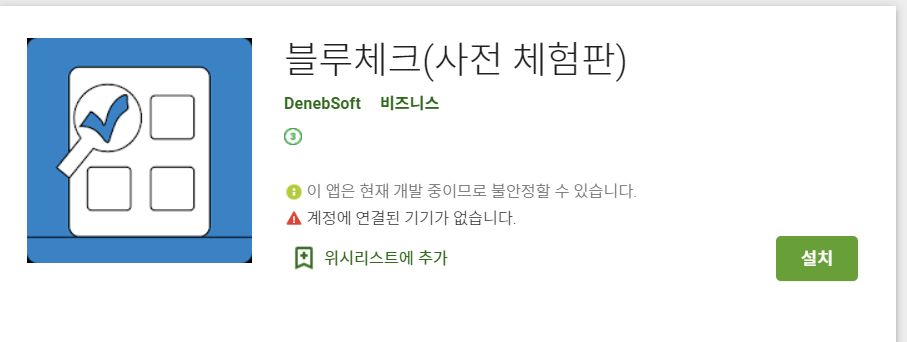 블루체크(사전 체험판)
DenebSoft 비즈니스
3
이 앱은 현재 개발 중이므로 불안정할 수 있습니다.
계정에 연결된 기기가 없습니다.
위시리스트에 추가
설치